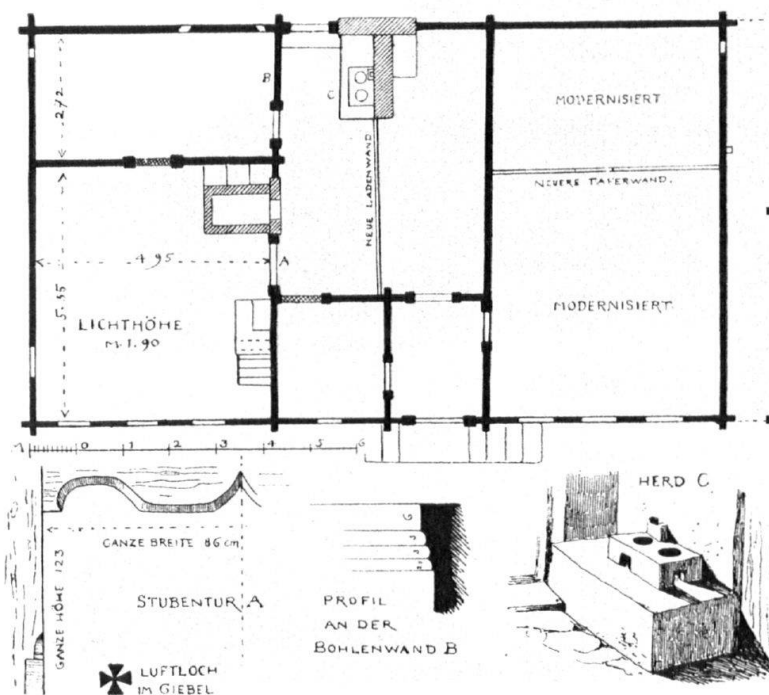 B
C
2,72
MODERNISIERT.
NEUERE TÄFERWAND.
NEUE LADENWAND
4,95
A
5,55
LICHTHÖHE
M. 1.90
MODERNISIERT.
M 0 1 2 3 4 5 6
HERD C
GANZE BREITE 86 cm
GANZE HÖHE 123
STUBENTUR A
PROFIL
AN DER
BOHLENWAND B
LUFTLOCH
IM GIEBEL